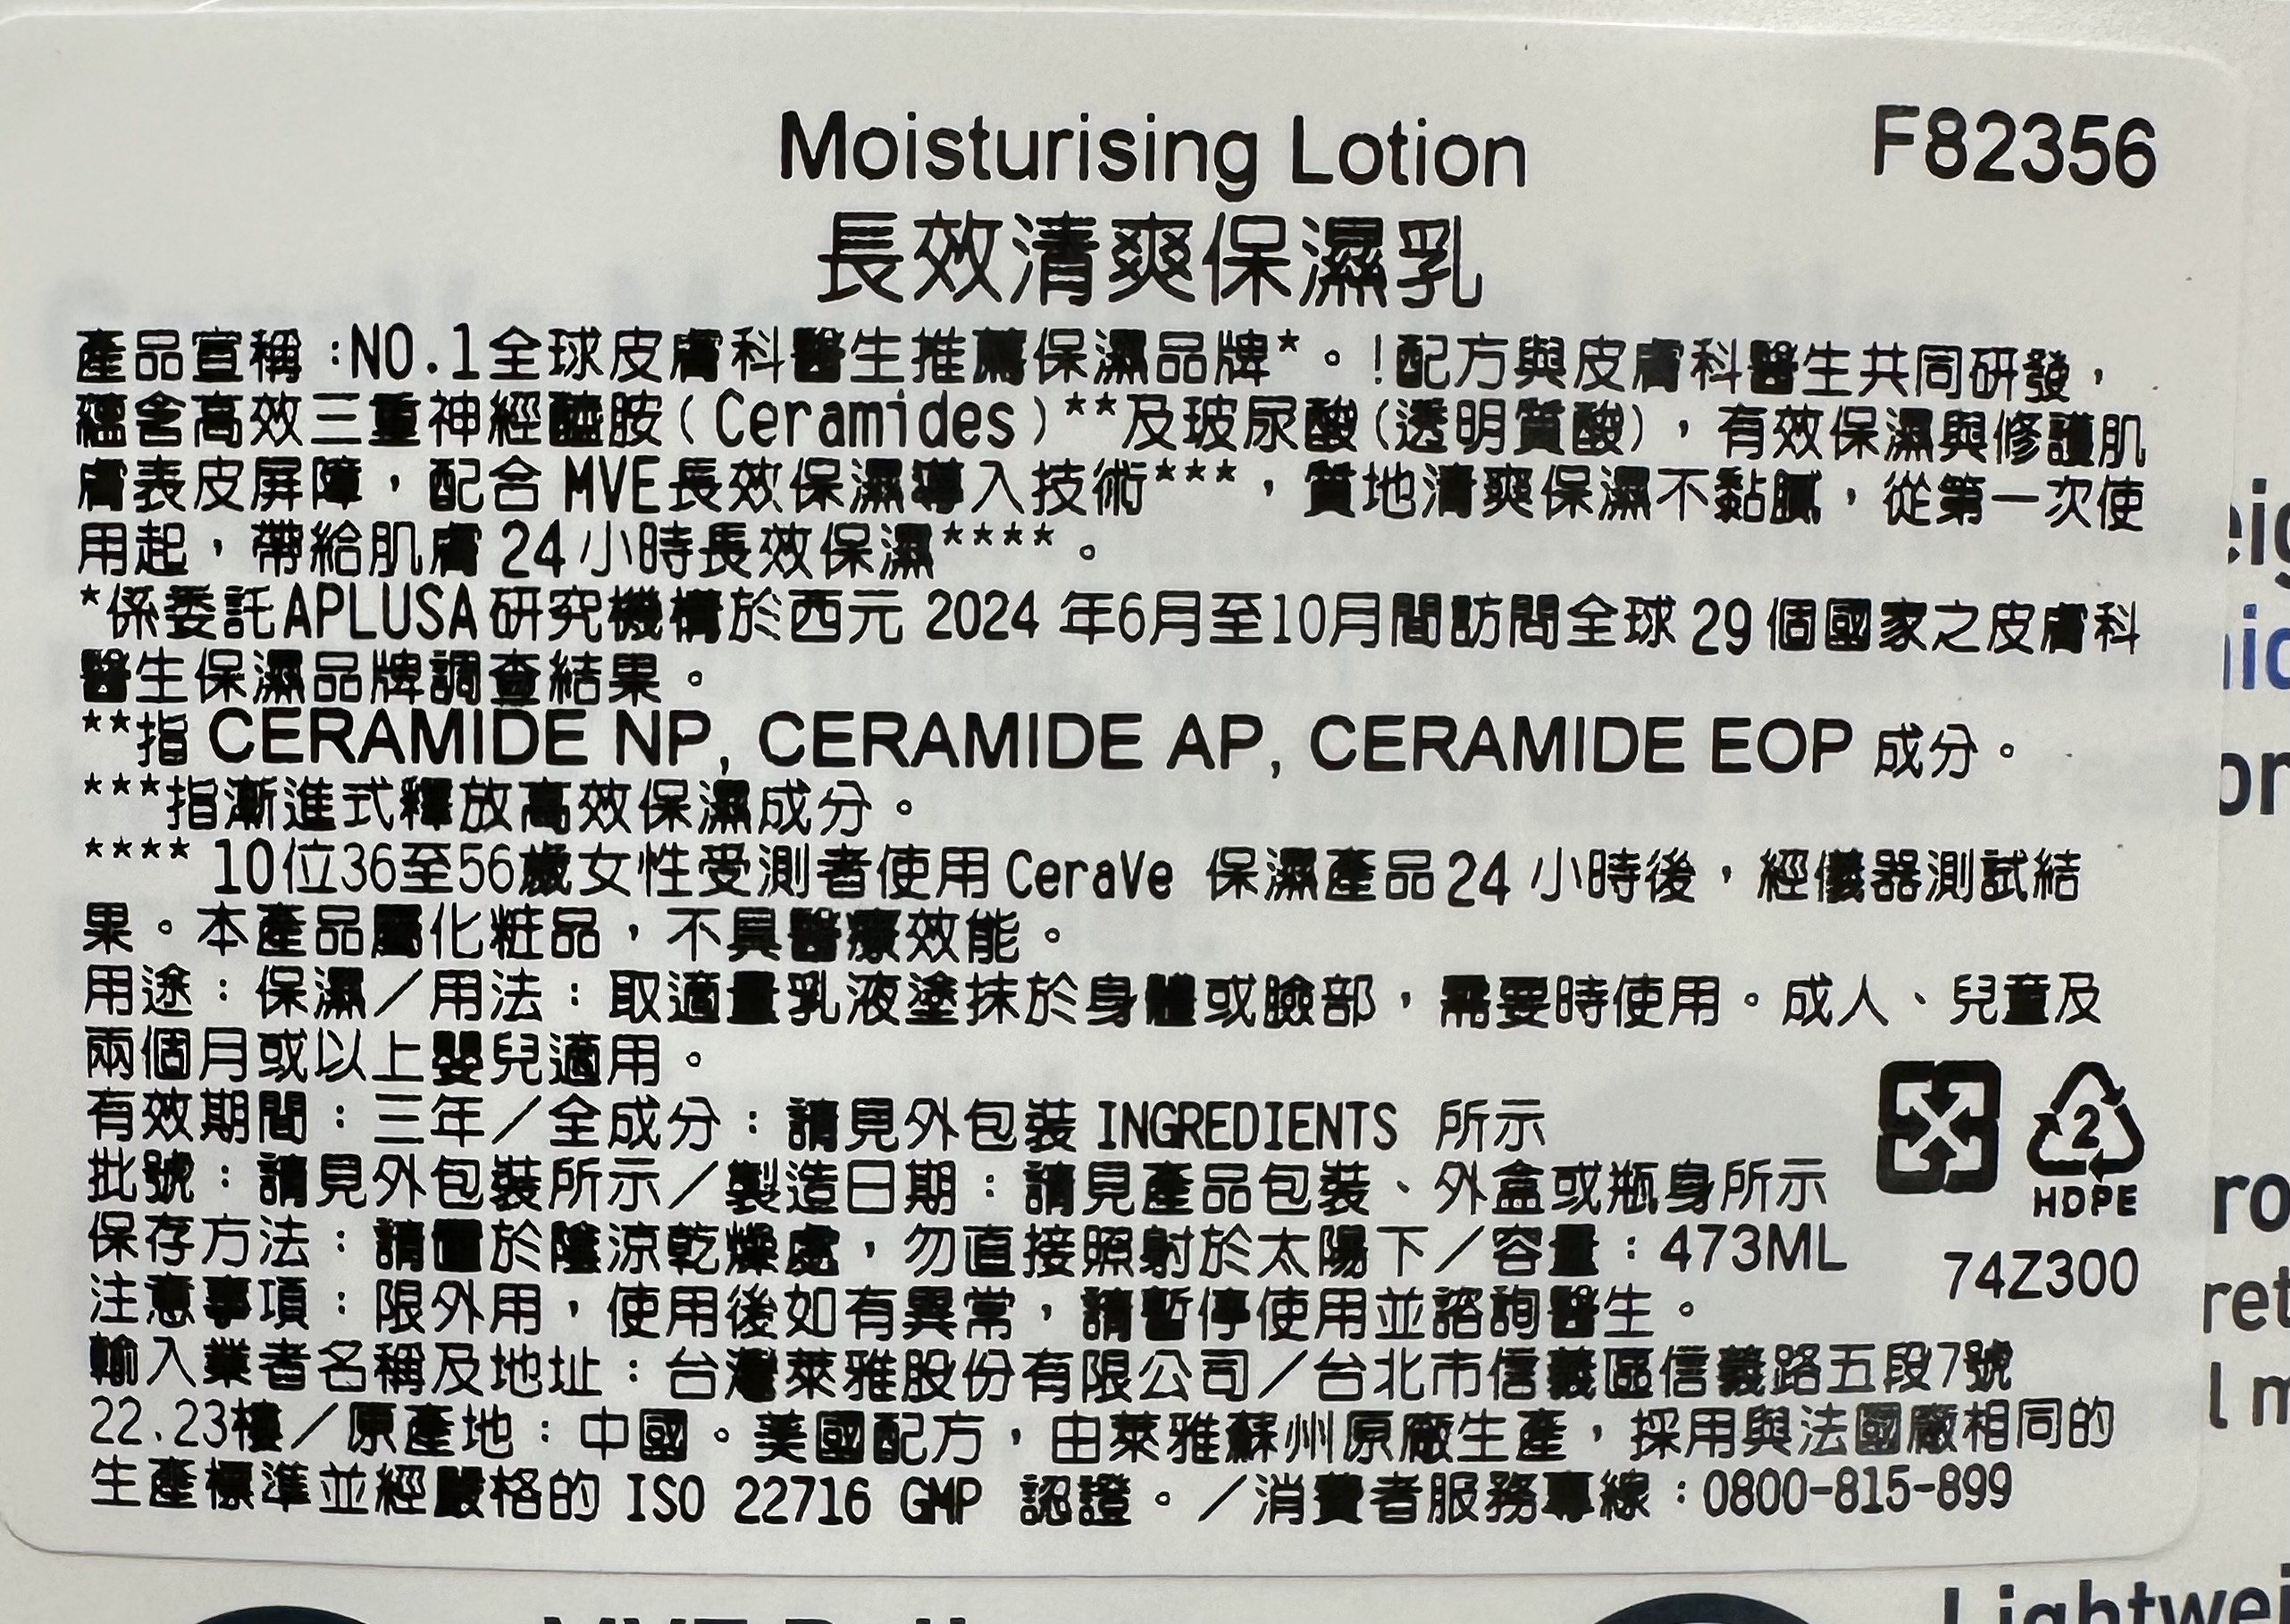 Moisturising Lotion
F82356
長效清爽保濕乳
產品宣稱:NO.1全球皮膚科醫生推薦保濕品牌*。!配方與皮膚科醫生共同研發，
蘊含高效三重神經醯胺(Ceramides)**及玻尿酸(透明質酸)，有效保濕與修護肌
膚表皮屏障，配合 MVE長效保濕導入技術***，質地清爽保濕不黏膩，從第一次使
用起，帶給肌膚 24小時長效保濕****。
*係委託APLUSA研究機構於西元 2024 年6月至10月間訪問全球 29個國家之皮膚科
醫生保濕品牌調查結果。
**指 CERAMIDE NP, CERAMIDE AP, CERAMIDE EOP 成分。
***指漸進式釋放高效保濕成分。
**** 10位36至56歲女性受測者使用 CeraVe 保濕產品24 小時後，經儀器測試結
果。本產品屬化粧品，不具醫療效能。
用途：保濕／用法：取適量乳液塗抹於身體或臉部，需要時使用。成人、兒童及
兩個月或以上嬰兒適用。
有效期間：三年／全成分：請見外包裝 INGREDIENTS 所示
批號：請見外包裝所示／製造日期：請見產品包裝、外盒或瓶身所示
保存方法：請置於陰涼乾燥處，勿直接照射於太陽下／容量：473ML
注意事項：限外用，使用後如有異常，請暫停使用並諮詢醫生。
輸入業者名稱及地址：台灣萊雅股份有限公司／台北市信義區信義路五段7號
22.23樓／原產地：中國。美國配方，由萊雅蘇州原廠生產，採用與法國廠相同的
生產標準並經嚴格的 ISO 22716 GMP 認證。／消費者服務專線：0800-815-899
2
HDPE
74Z300
Lightwei